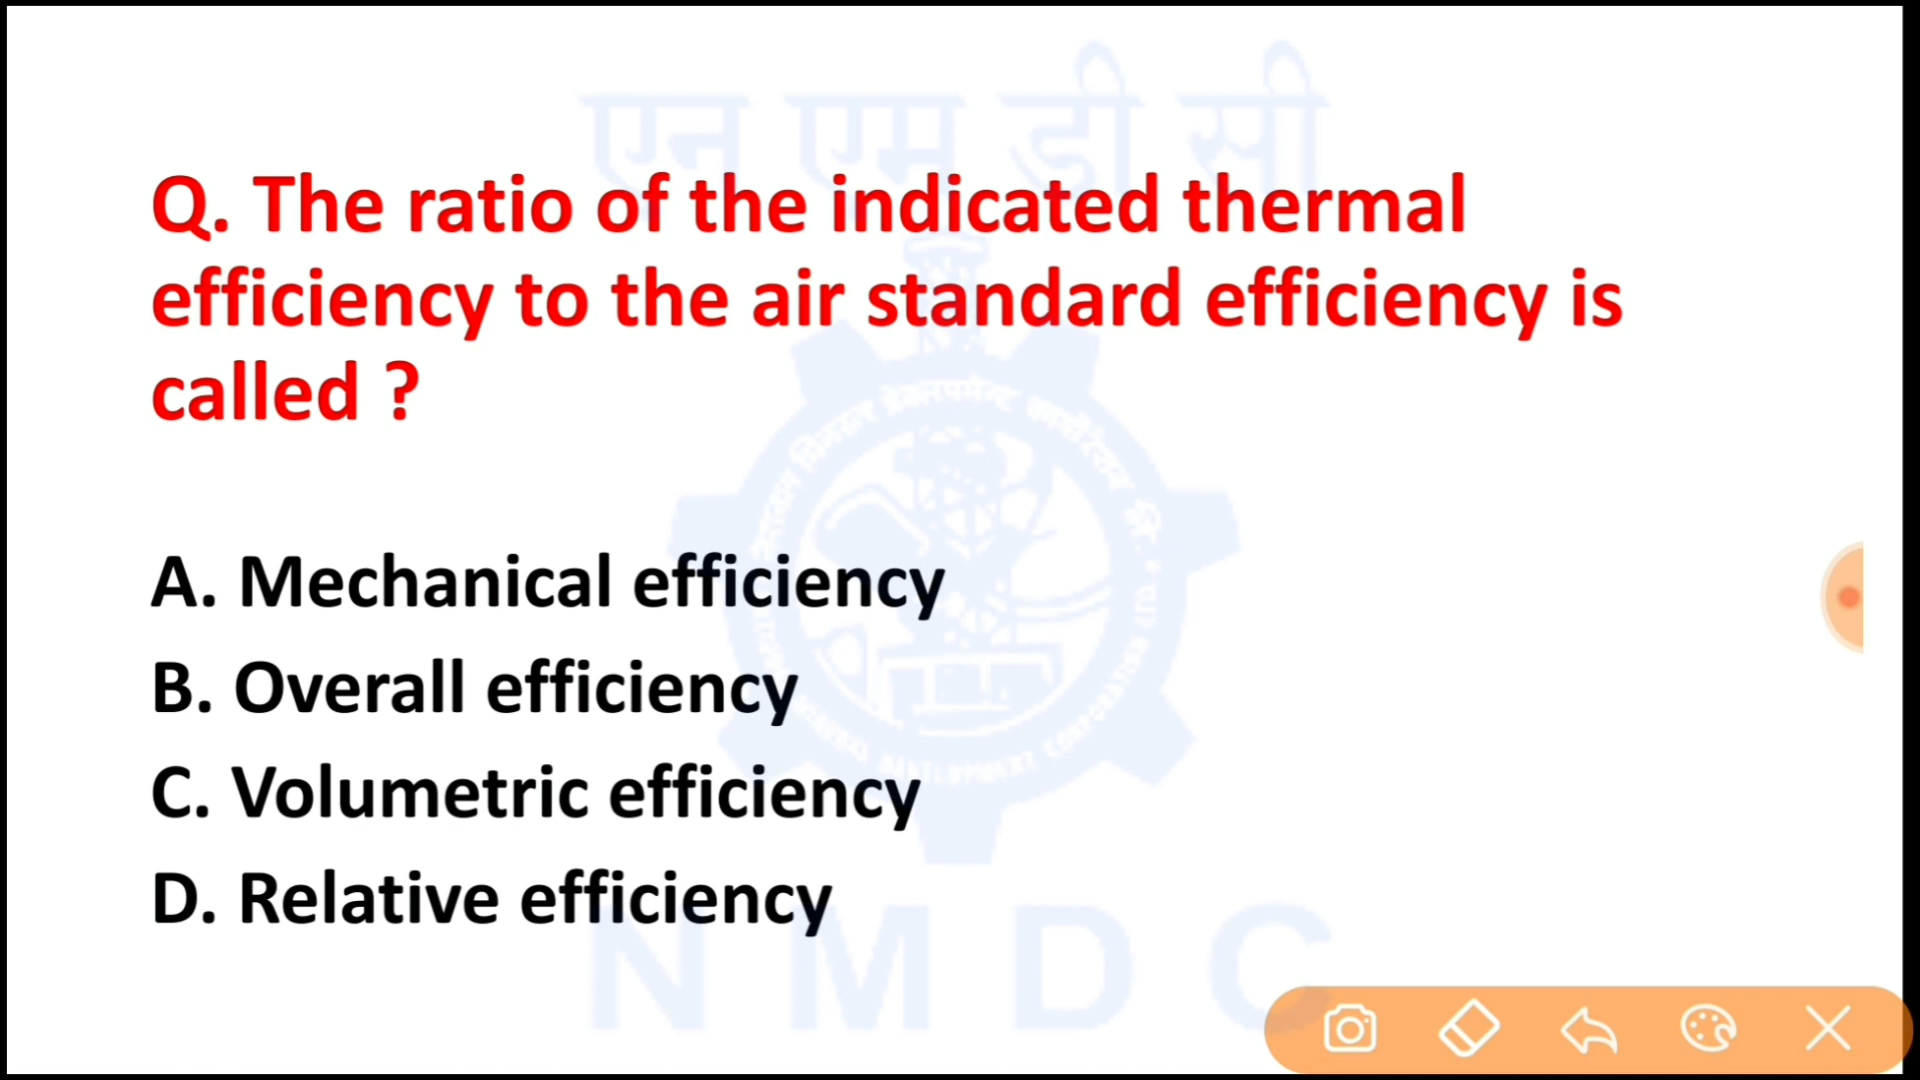 एन एम डी सी
Q. The ratio of the indicated thermal
efficiency to the air standard efficiency is
called ?
A. Mechanical efficiency
B. Overall efficiency
C. Volumetric efficiency
D. Relative efficiency
NMDC